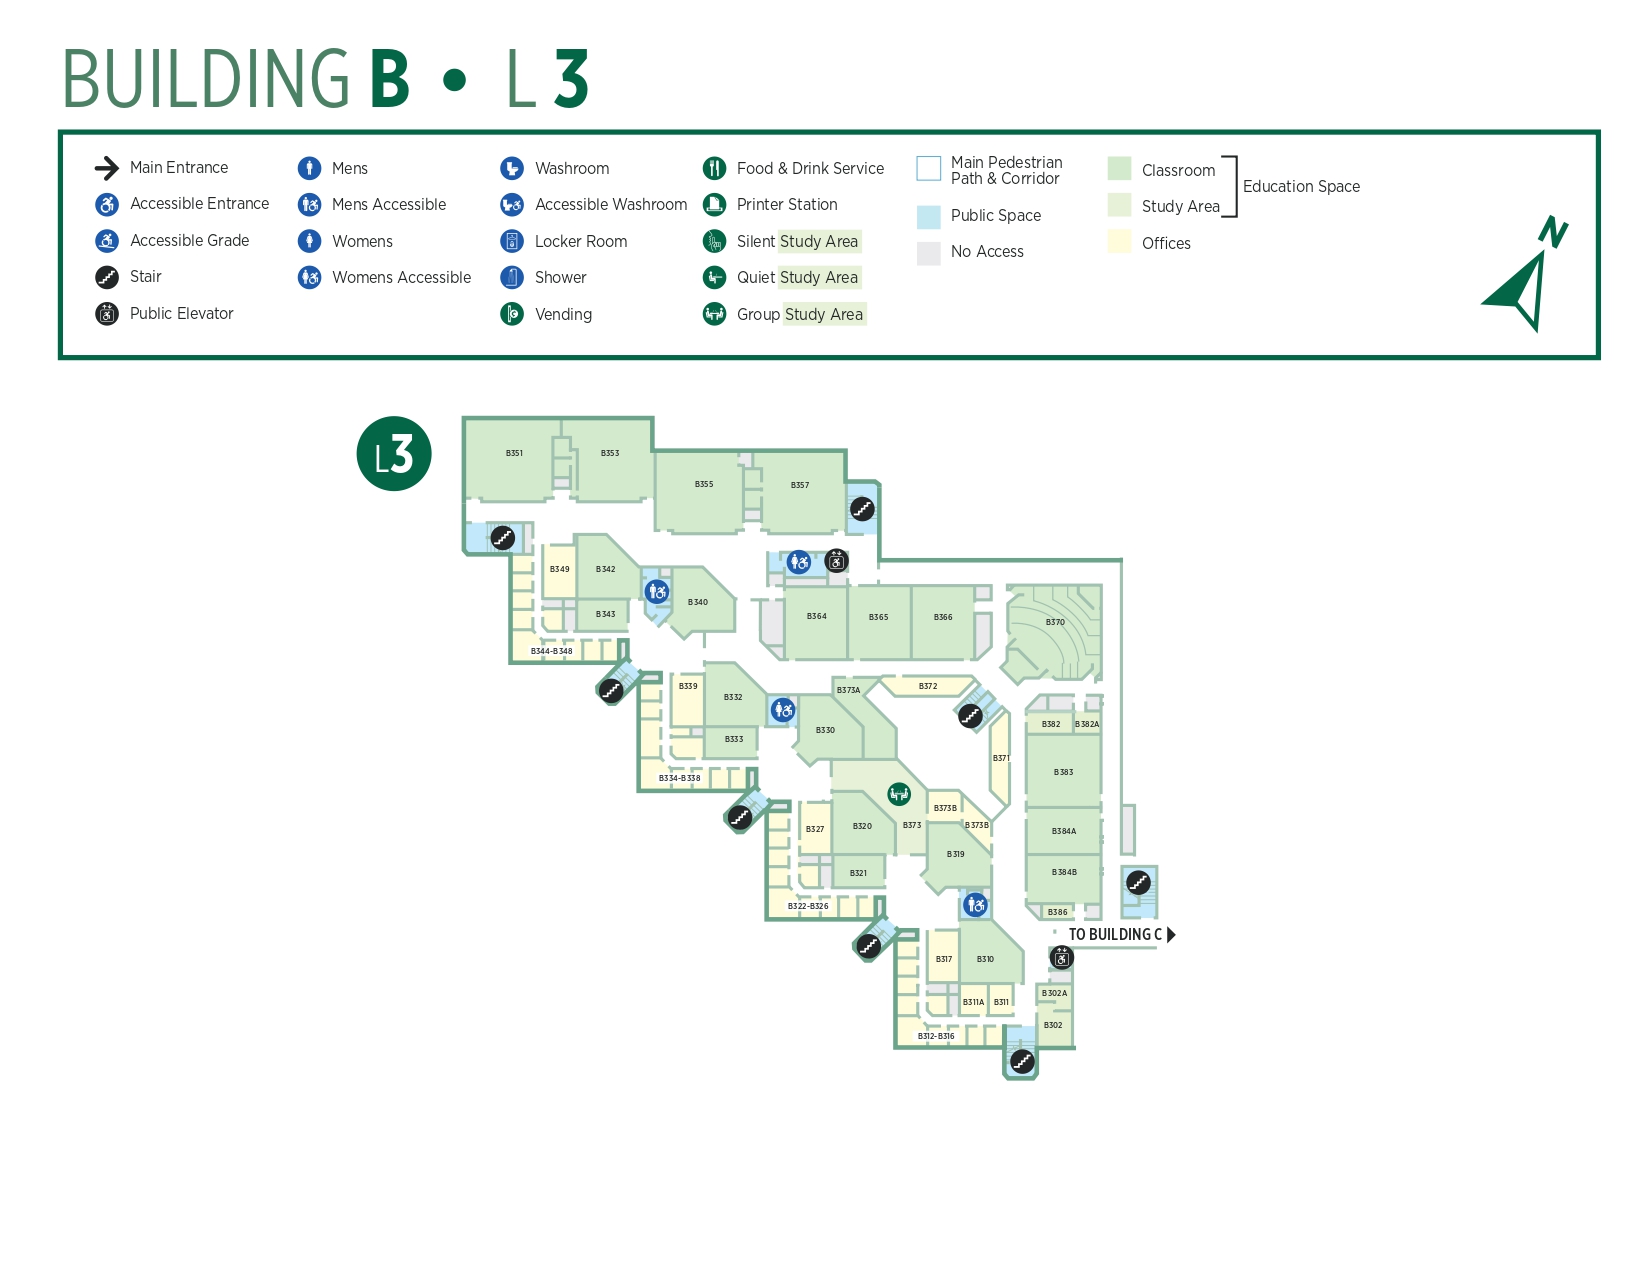 BUILDING B • L 3
Main Entrance
Accessible Entrance
Accessible Grade
Stair
Public Elevator
Mens
Mens Accessible
Womens
Womens Accessible
Washroom
Accessible Washroom
Locker Room
Shower
Vending
Food & Drink Service
Printer Station
Silent Study Area
Quiet Study Area
Group Study Area
Main Pedestrian
Path & Corridor
Public Space
No Access
Classroom
Study Area
Offices
Education Space
N
L3
B351
B353
B355
B357
B349
B342
B343
B340
B344-B348
B364
B365
B366
B370
B339
B332
B333
B330
B334-B338
B373A
B372
B371
B382
B382A
B383
B384A
B384B
B386
B327
B320
B321
B373
B373B
B373B
B319
B322-B326
TO BUILDING C
B317
B310
B311A
B311
B312-B316
B302A
B302